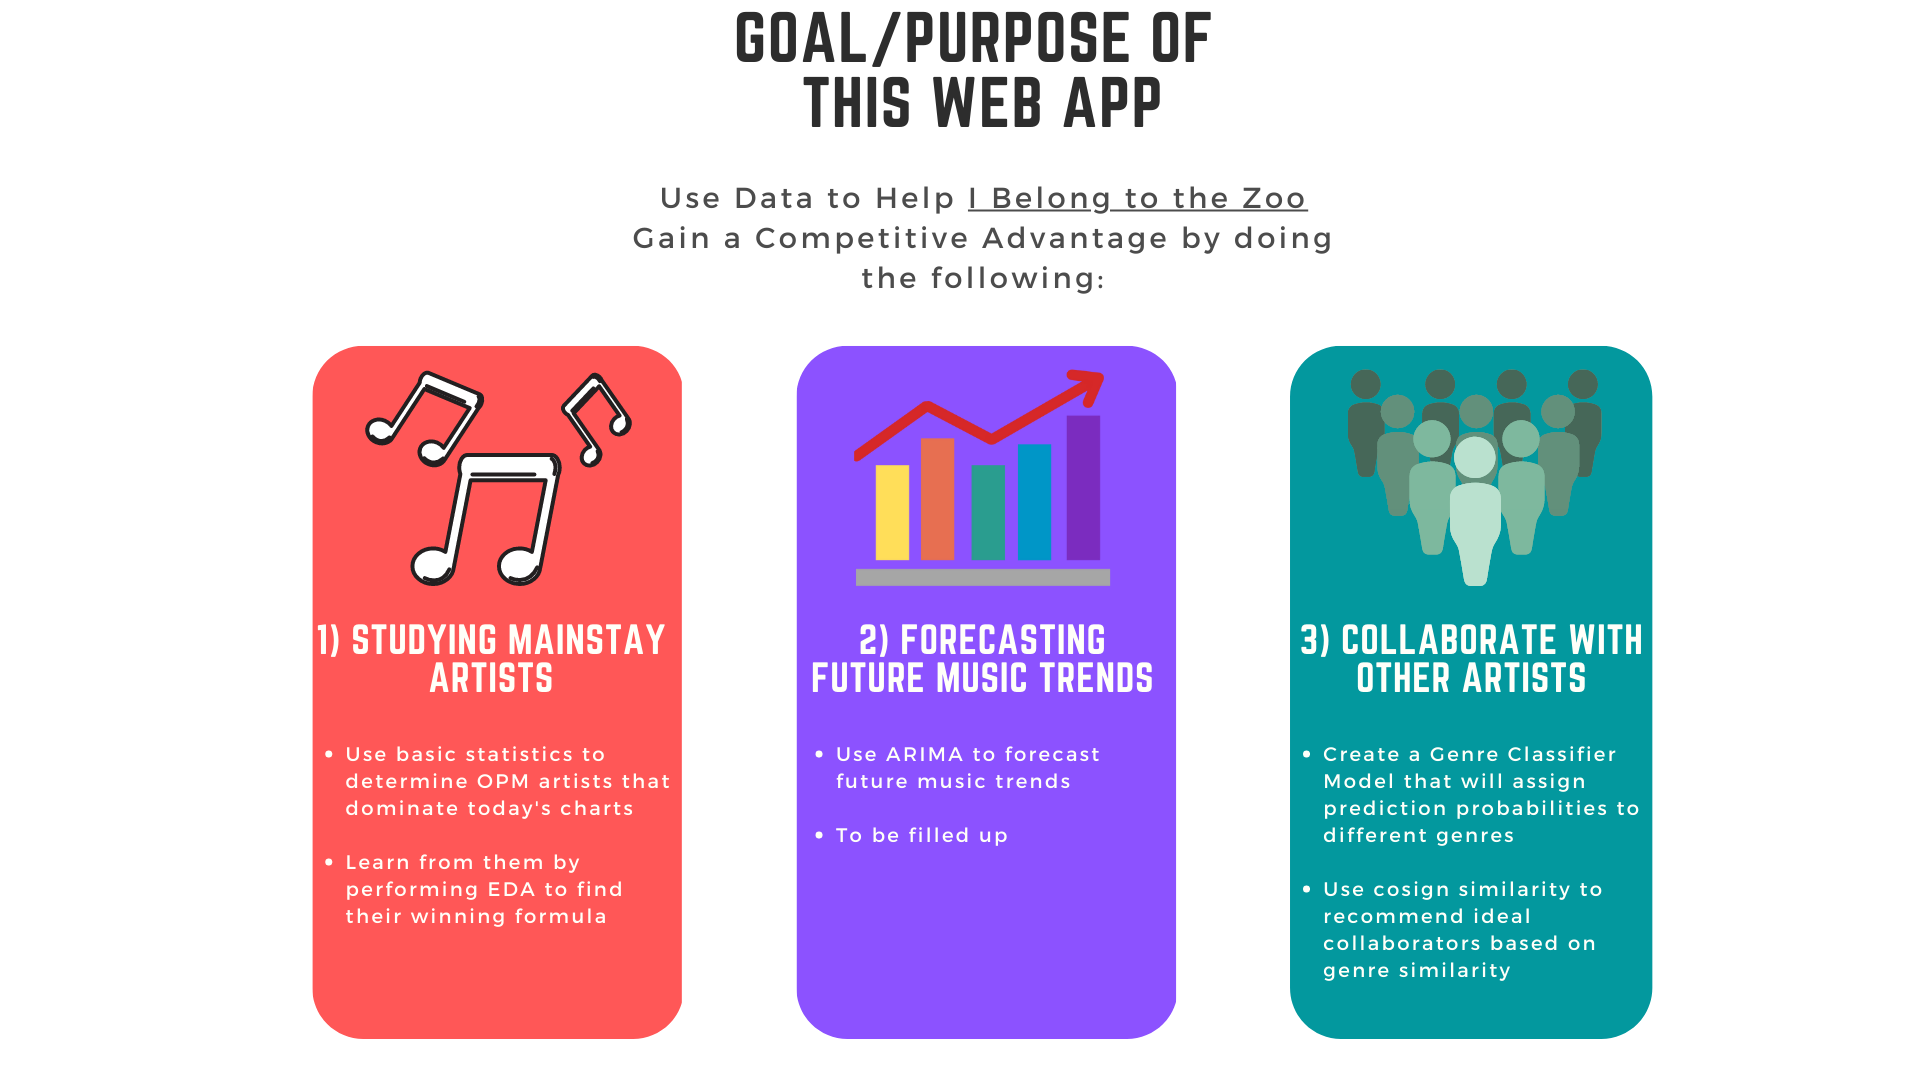 GOAL/PURPOSE OF
THIS WEB APP
Use Data to Help I Belong to the Zoo
Gain a Competitive Advantage by doing
the following:
1) STUDYING MAINSTAY
ARTISTS
• Use basic statistics to
determine OPM artists that
dominate today's charts
• Learn from them by
performing EDA to find
their winning formula
2) FORECASTING
FUTURE MUSIC TRENDS
• Use ARIMA to forecast
future music trends
• To be filled up
3) COLLABORATE WITH
OTHER ARTISTS
• Create a Genre Classifier
Model that will assign
prediction probabilities to
different genres
• Use cosign similarity to
recommend ideal
collaborators based on
genre similarity